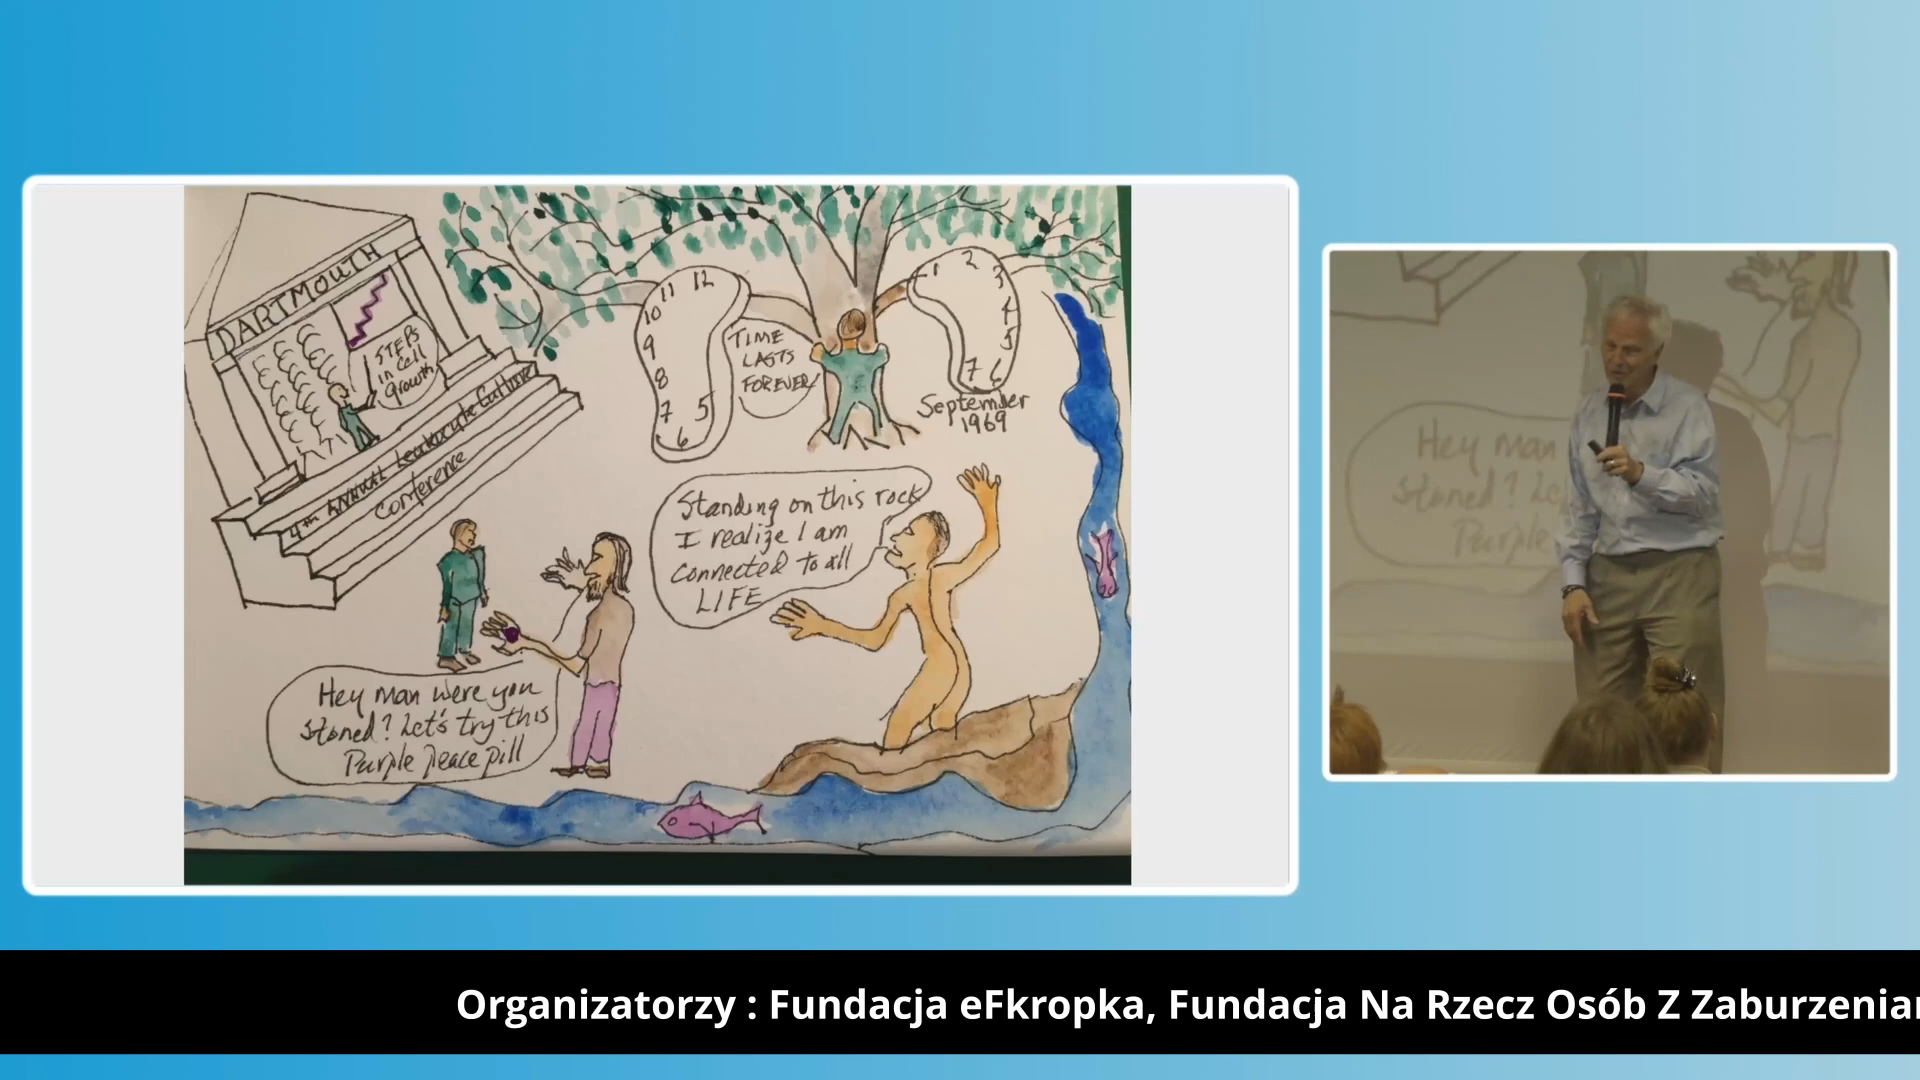 DARTMOUTH
STEPS
in Cell
growth
4th ANNUAL Leukocyte Culture
Conference
11 12
10
9
8
7 5
6
TIME
LASTS
FOREVER!
1 2 3
4
5
7 6
September
1969
Standing on this rock
I realize I am
connected to all
LIFE
Hey man were you
stoned? Let's try this
Purple peace pill
Hey man
stoned? Le
Purple
Organizatorzy : Fundacja eFkropka, Fundacja Na Rzecz Osób Z Zaburzenia